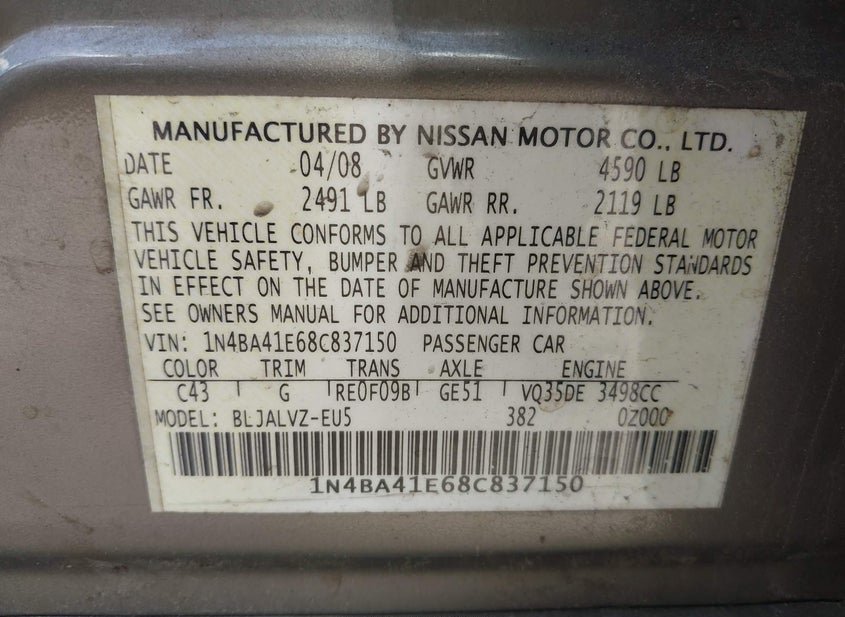 MANUFACTURED BY NISSAN MOTOR CO., LTD.
DATE 04/08 GVWR 4590 LB
GAWR FR. 2491 LB GAWR RR. 2119 LB
THIS VEHICLE CONFORMS TO ALL APPLICABLE FEDERAL MOTOR
VEHICLE SAFETY, BUMPER AND THEFT PREVENTION STANDARDS
IN EFFECT ON THE DATE OF MANUFACTURE SHOWN ABOVE.
SEE OWNERS MANUAL FOR ADDITIONAL INFORMATION.
VIN: 1N4BA41E68C837150 PASSENGER CAR
COLOR TRIM TRANS AXLE ENGINE
C43 G RE0F09B GE51 VQ35DE 3498CC
MODEL: BLJALVZ-EU5 382 0Z000
1N4BA41E68C837150